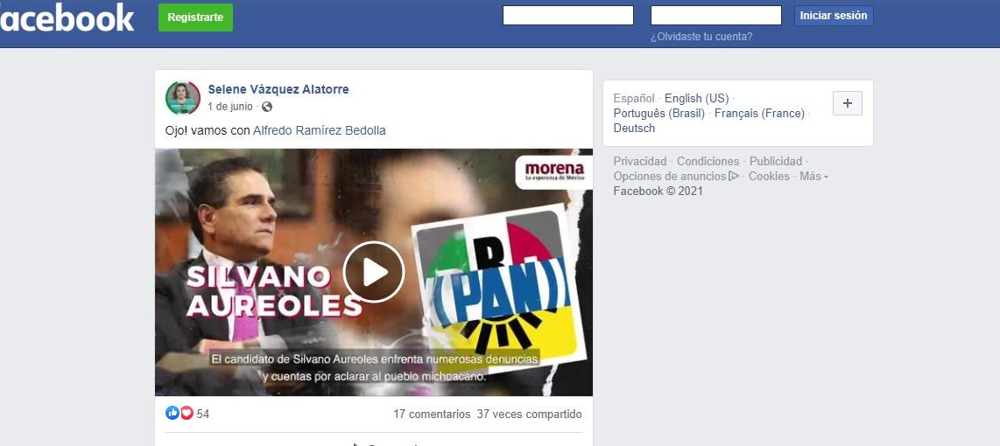 facebook
Registrarte
Iniciar sesión
¿Olvidaste tu cuenta?
Selene Vázquez Alatorre
1 de junio ·
Ojo! vamos con Alfredo Ramírez Bedolla
morena
La esperanza de México
R
(PAN)
SILVANO
AUREOLES
El candidato de Silvano Aureoles enfrenta numerosas denuncias
y cuentas por aclarar al pueblo michoacano.
54
17 comentarios 37 veces compartido
Español · English (US) ·
Português (Brasil) · Français (France) ·
Deutsch
+
Privacidad · Condiciones · Publicidad ·
Opciones de anuncios · Cookies · Más
Facebook © 2021